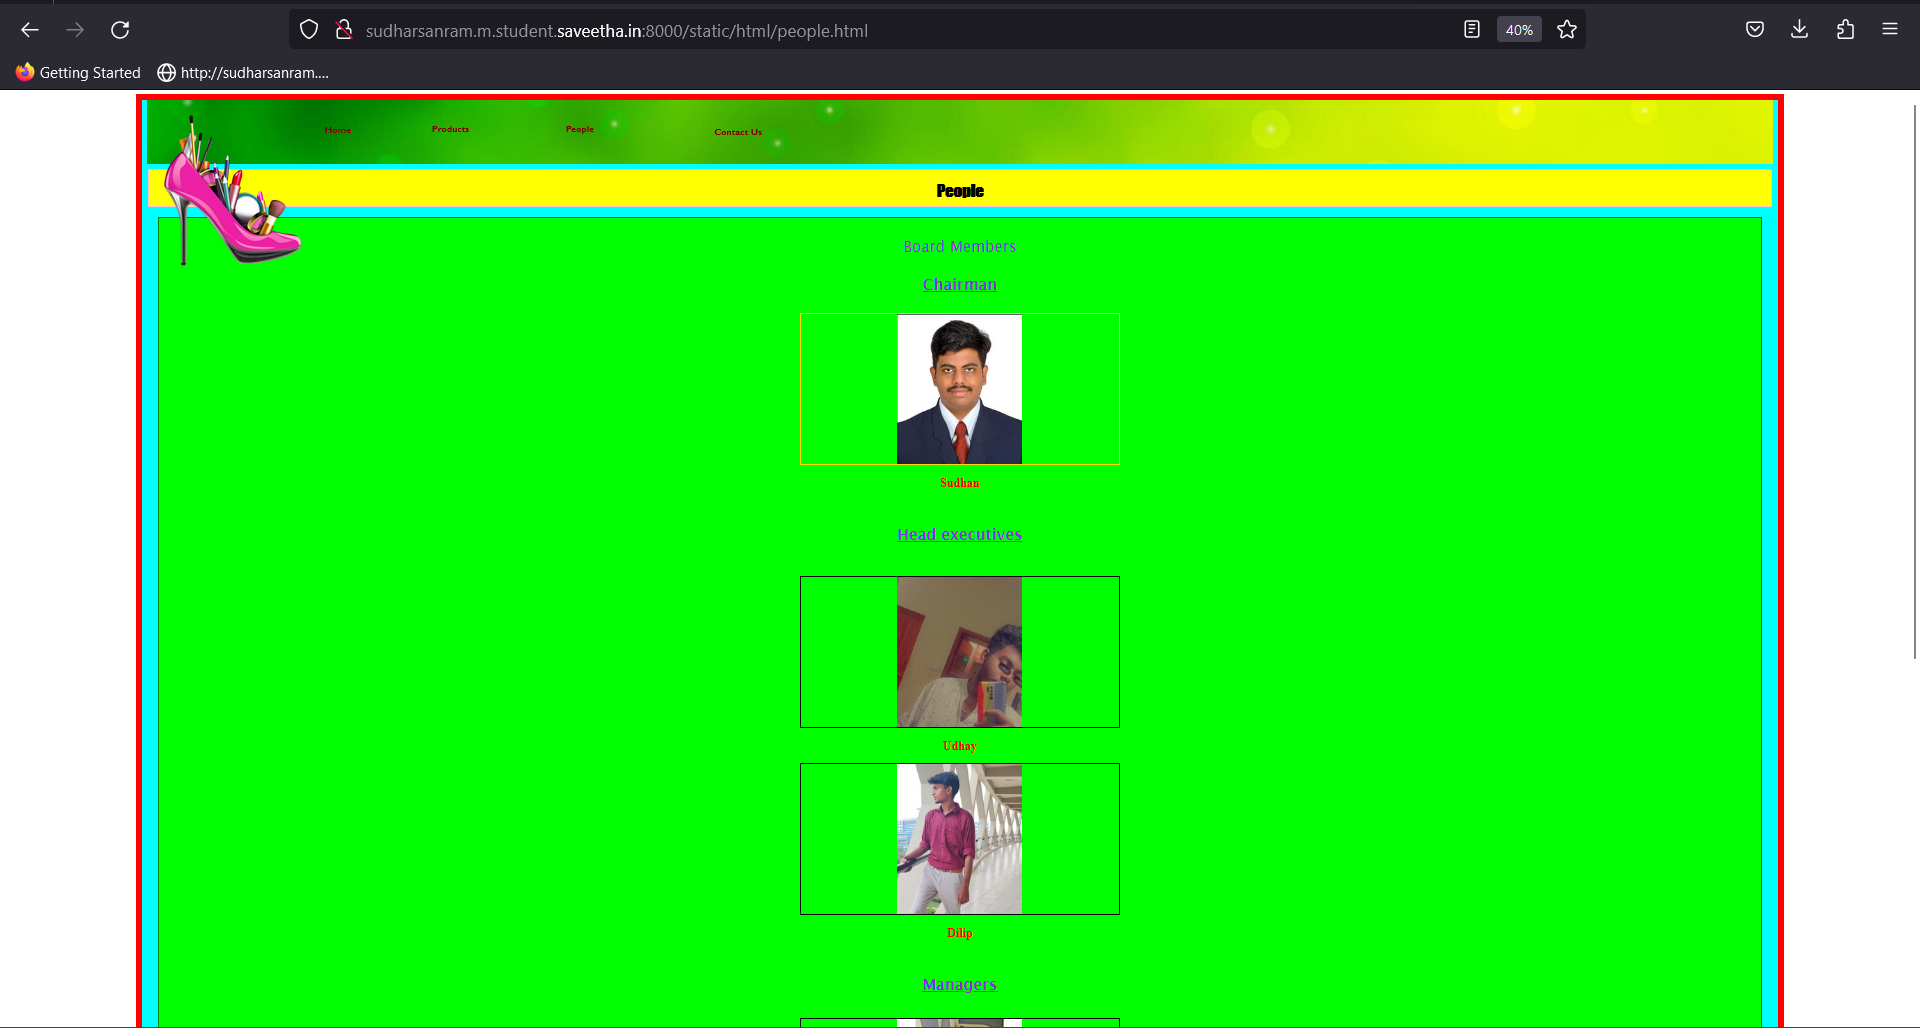 sudharsanram.m.student.saveetha.in:8000/static/html/people.html
40%
Getting Started
http://sudharsanram....
Home
Products
People
Contact Us
People
Board Members
Chairman
Sudhan
Head executives
Udhay
Dilip
Managers